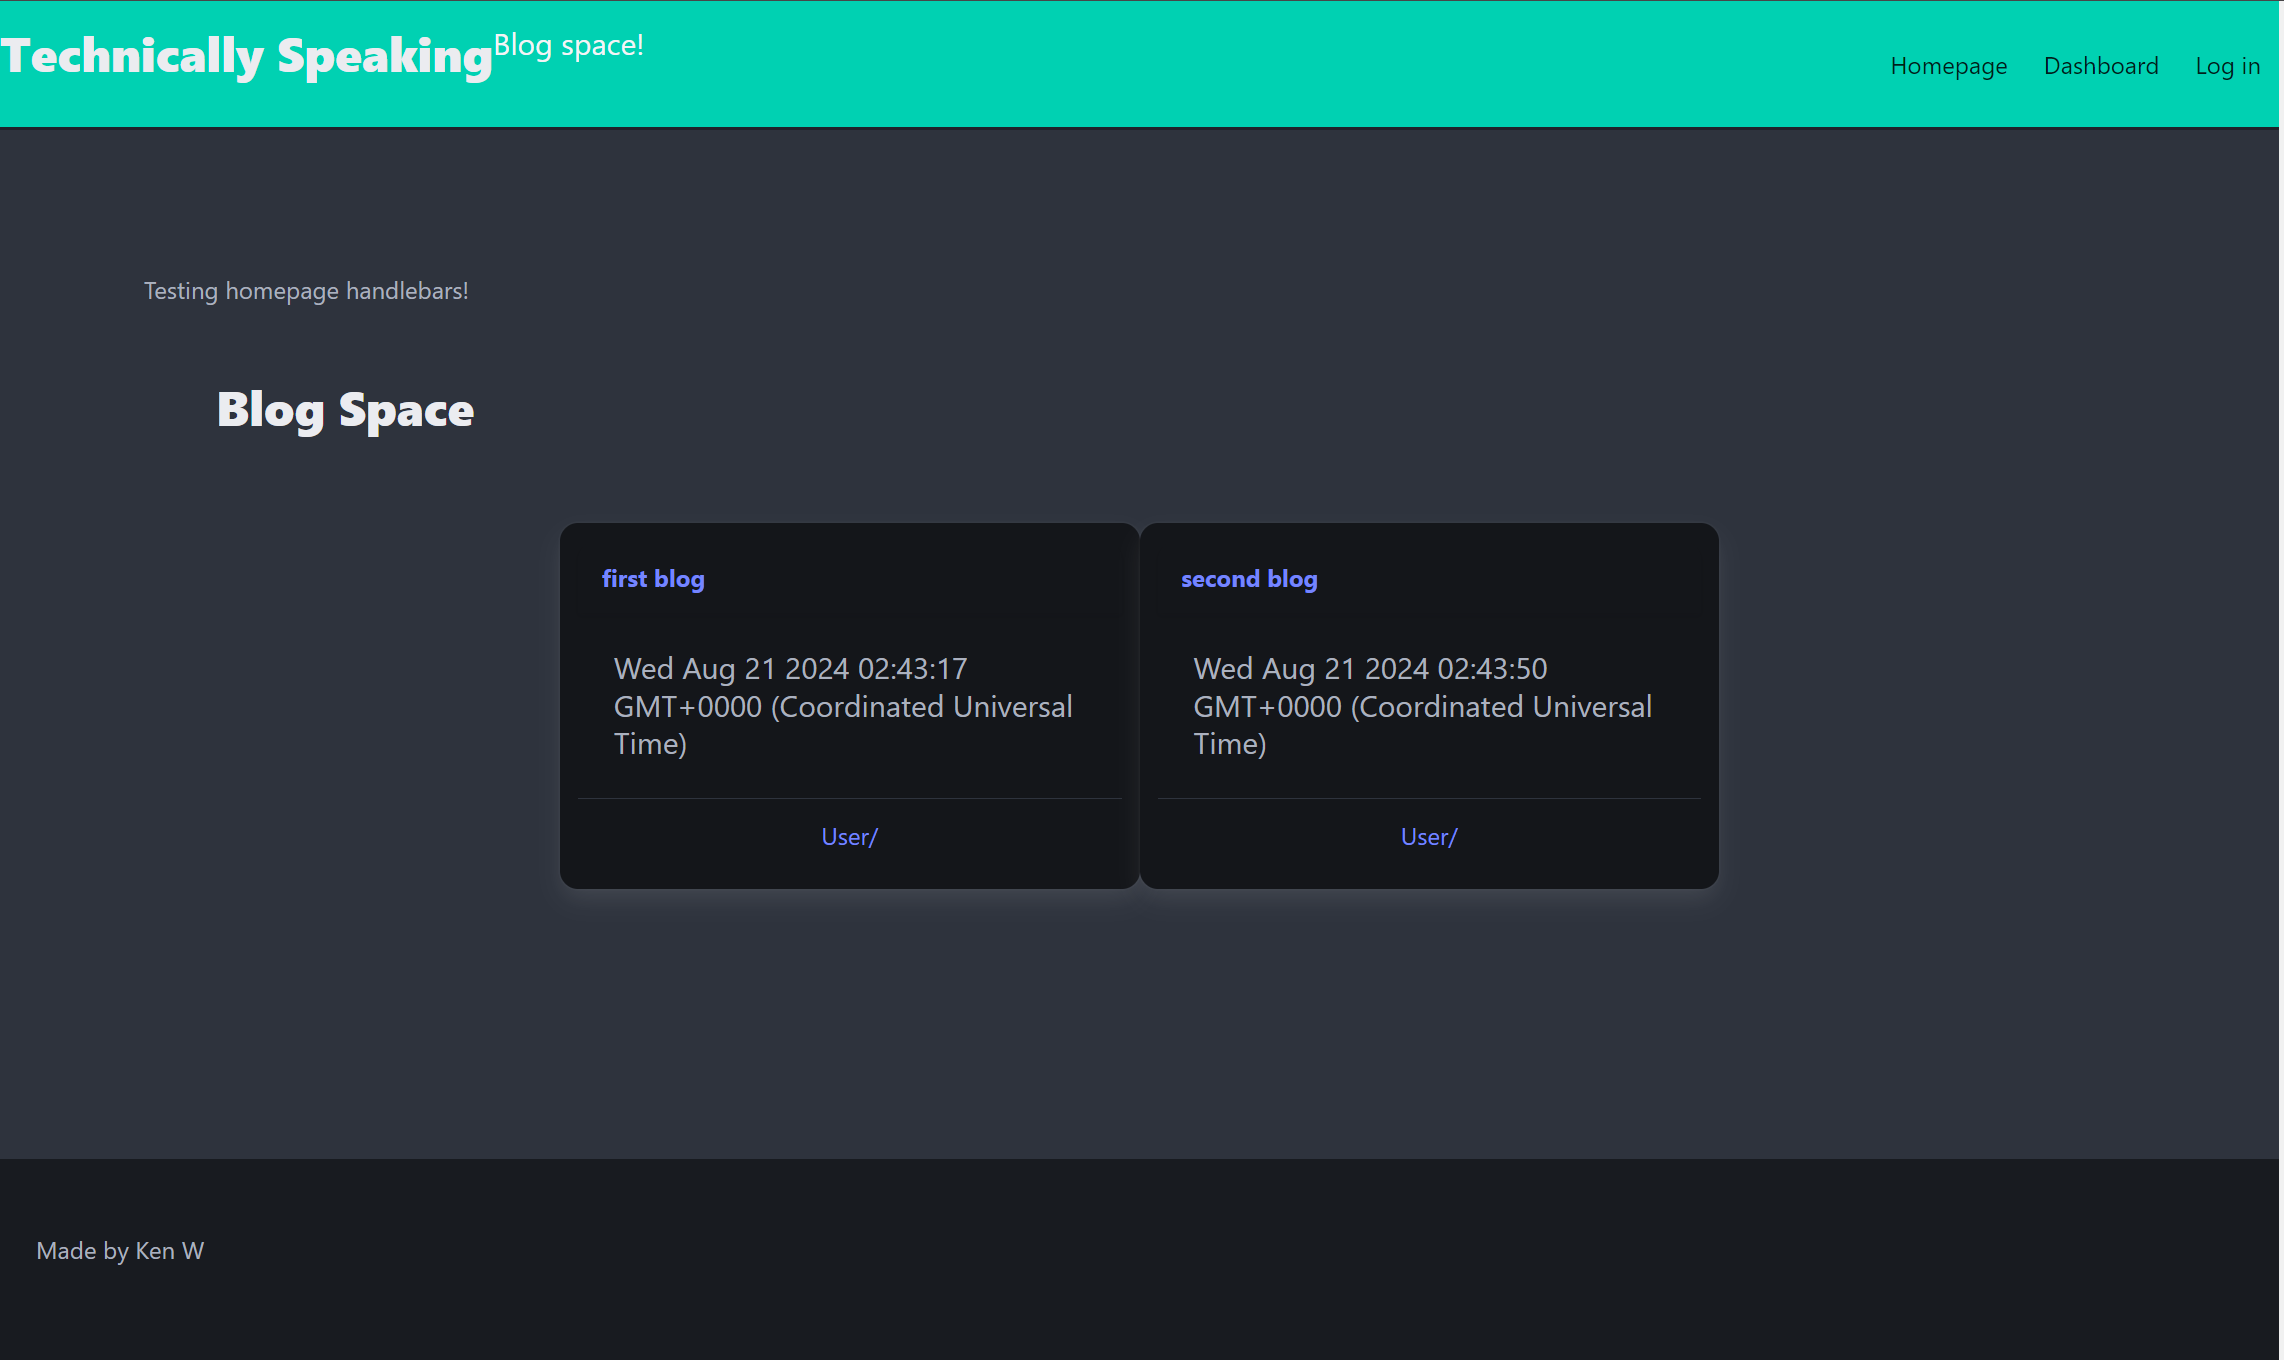 Technically Speaking
Blog space!
Homepage Dashboard Log in
Testing homepage handlebars!
Blog Space
first blog
Wed Aug 21 2024 02:43:17
GMT+0000 (Coordinated Universal
Time)
User/
second blog
Wed Aug 21 2024 02:43:50
GMT+0000 (Coordinated Universal
Time)
User/
Made by Ken W